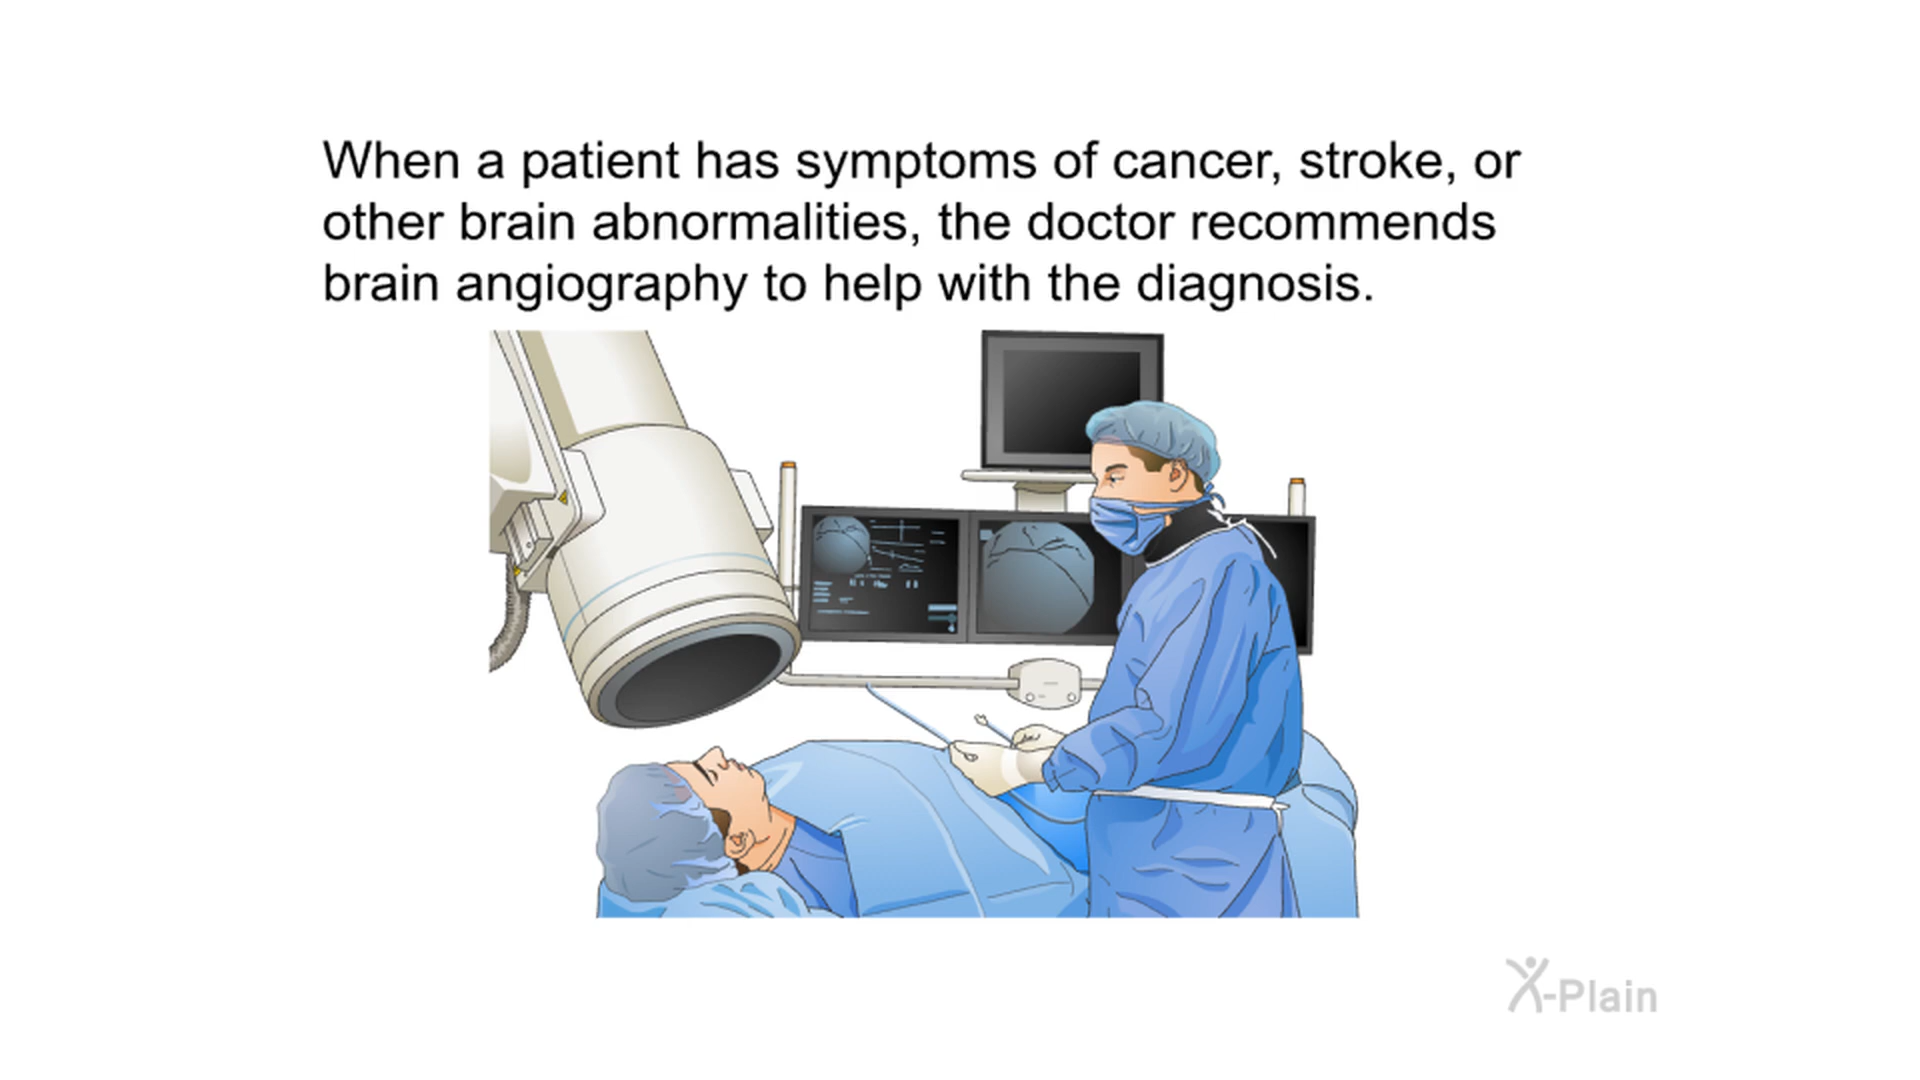 When a patient has symptoms of cancer, stroke, or
other brain abnormalities, the doctor recommends
brain angiography to help with the diagnosis.
X-Plain